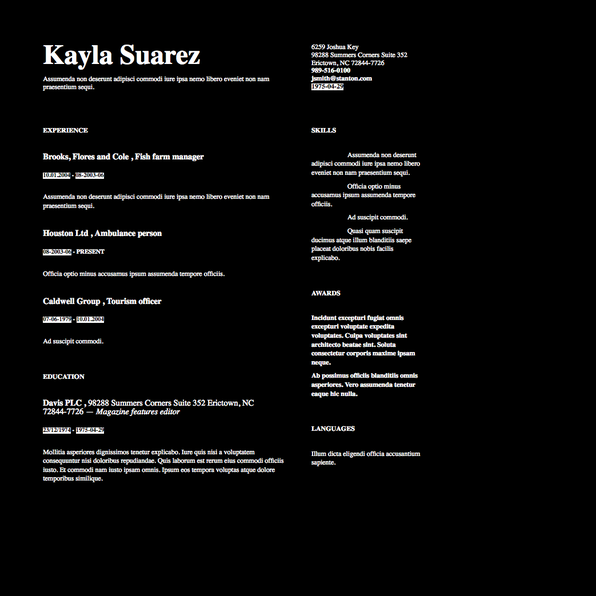 Kayla Suarez
Assumenda non deserunt adipisci commodi iure ipsa nemo libero eveniet non nam
praesentium sequi.
6259 Joshua Key
98288 Summers Corners Suite 352
Erictown, NC 72844-7726
989-516-0100
jsmith@stanton.com
1975-04-29
EXPERIENCE
Brooks, Flores and Cole , Fish farm manager
10.01.2004 - 08-2003-06
Assumenda non deserunt adipisci commodi iure ipsa nemo libero eveniet non nam
praesentium sequi.
Houston Ltd , Ambulance person
08-2003-06 - PRESENT
Officia optio minus accusamus ipsum assumenda tempore officiis.
Caldwell Group , Tourism officer
07-06-1979 - 10.01.2004
Ad suscipit commodi.
EDUCATION
Davis PLC , 98288 Summers Corners Suite 352 Erictown, NC
72844-7726 — Magazine features editor
23/12/1974 - 1975-04-29
Mollitia asperiores dignissimos tenetur explicabo. Iure quis nisi a voluptatem
consequuntur nisi doloribus repudiandae. Quis laborum est rerum eius commodi officiis
iusto. Et commodi nam iusto ipsam omnis. Ipsum eos tempora voluptas atque dolore
temporibus similique.
SKILLS
Assumenda non deserunt
adipisci commodi iure ipsa nemo libero
eveniet non nam praesentium sequi.
Officia optio minus
accusamus ipsum assumenda tempore
officiis.
Ad suscipit commodi.
Quasi quam suscipit
ducimus atque illum blanditiis saepe
placeat doloribus nobis facilis
explicabo.
AWARDS
Incidunt excepturi fugiat omnis
excepturi voluptate expedita
voluptates. Culpa voluptates sint
architecto beatae sint. Soluta
consectetur corporis maxime ipsam
neque.
Ab possimus officiis blanditiis omnis
asperiores. Vero assumenda tenetur
eaque hic nulla.
LANGUAGES
Illum dicta eligendi officia accusantium
sapiente.